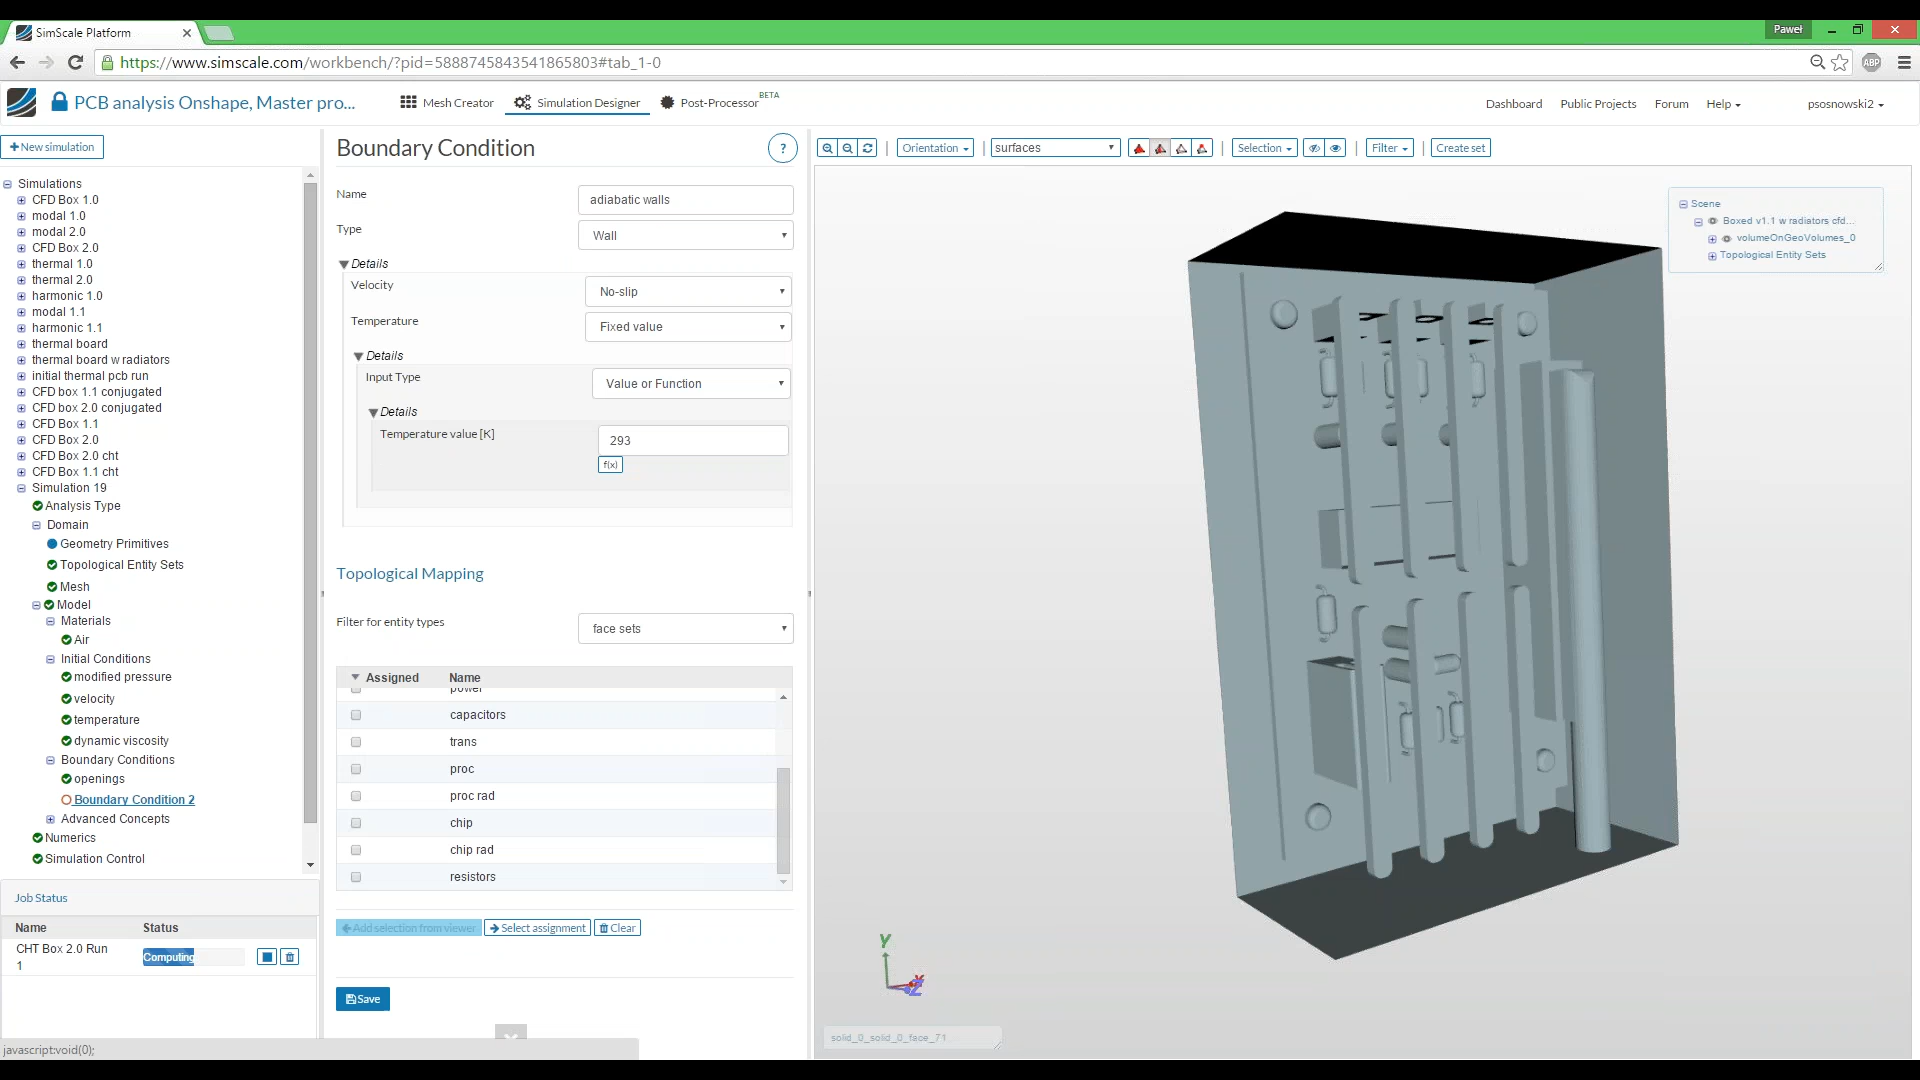 SimScale Platform
Paweł
https://www.simscale.com/workbench/?pid=5888745843541865803#tab_1-0
ABP
PCB analysis Onshape, Master pro...
Mesh Creator
Simulation Designer
Post-Processor
BETA
Dashboard
Public Projects
Forum
Help
psosnowski2
+ New simulation
Simulations
CFD Box 1.0
modal 1.0
modal 2.0
CFD Box 2.0
thermal 1.0
thermal 2.0
harmonic 1.0
modal 1.1
harmonic 1.1
thermal board
thermal board w radiators
initial thermal pcb run
CFD box 1.1 conjugated
CFD box 2.0 conjugated
CFD Box 1.1
CFD Box 2.0
CFD Box 2.0 cht
CFD Box 1.1 cht
Simulation 19
Analysis Type
Domain
Geometry Primitives
Topological Entity Sets
Mesh
Model
Materials
Air
Initial Conditions
modified pressure
velocity
temperature
dynamic viscosity
Boundary Conditions
openings
Boundary Condition 2
Advanced Concepts
Numerics
Simulation Control
Job Status
Name Status
CHT Box 2.0 Run
1
Computing
javascript:void(0);
Boundary Condition
?
Name
adiabatic walls
Type
Wall
Details
Velocity
No-slip
Temperature
Fixed value
Details
Input Type
Value or Function
Details
Temperature value [K]
293
f(x)
Topological Mapping
Filter for entity types
face sets
Assigned Name
power
capacitors
trans
proc
proc rad
chip
chip rad
resistors
Add selection from viewer
Select assignment
Clear
Save
Orientation
surfaces
Selection
Filter
Create set
Scene
Boxed v1.1 w radiators cfd...
volumeOnGeoVolumes_0
Topological Entity Sets
Y
X
Z
solid_0_solid_0_face_71